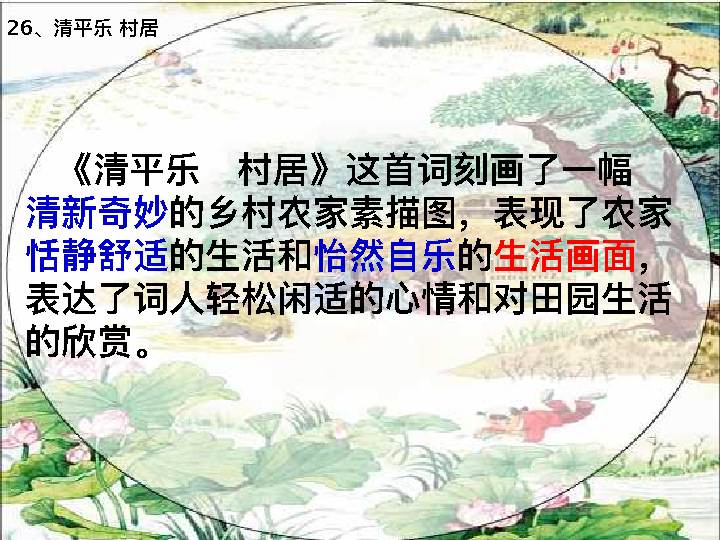 26、清平乐 村居
《清平乐　村居》这首词刻画了一幅
清新奇妙的乡村农家素描图，表现了农家
恬静舒适的生活和怡然自乐的生活画面，
表达了词人轻松闲适的心情和对田园生活
的欣赏。